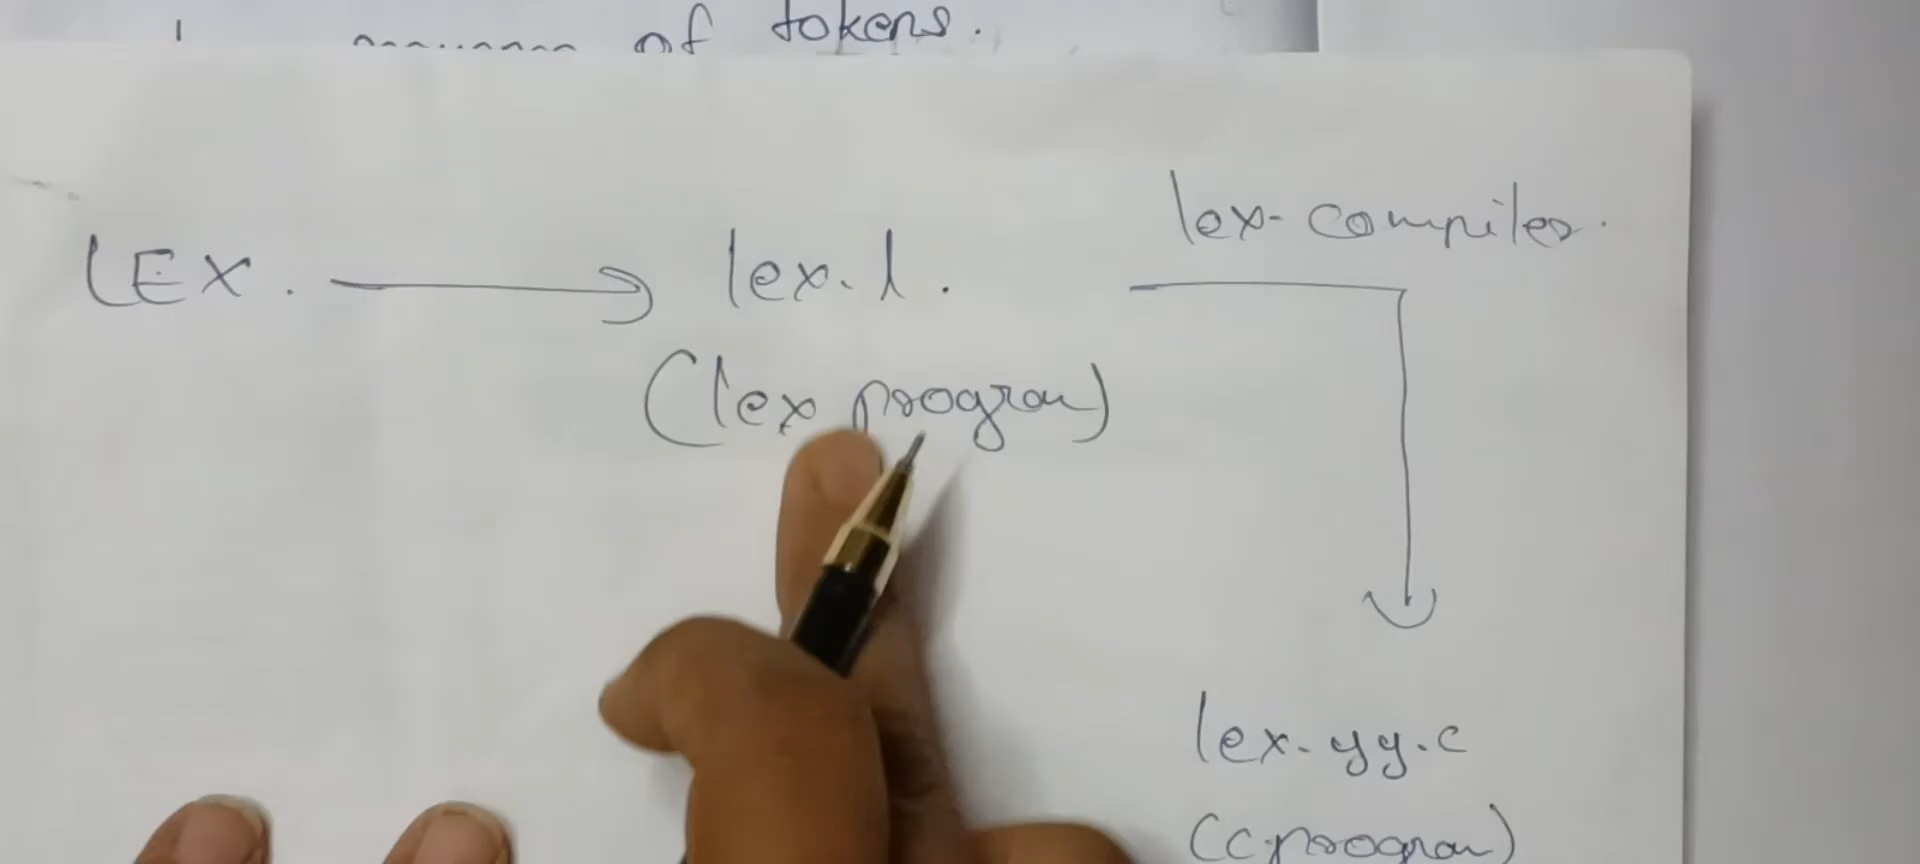 of tokens.
lex-compiler.
LEX. lex.l.
(lex program)
lex.yy.c
(c program)